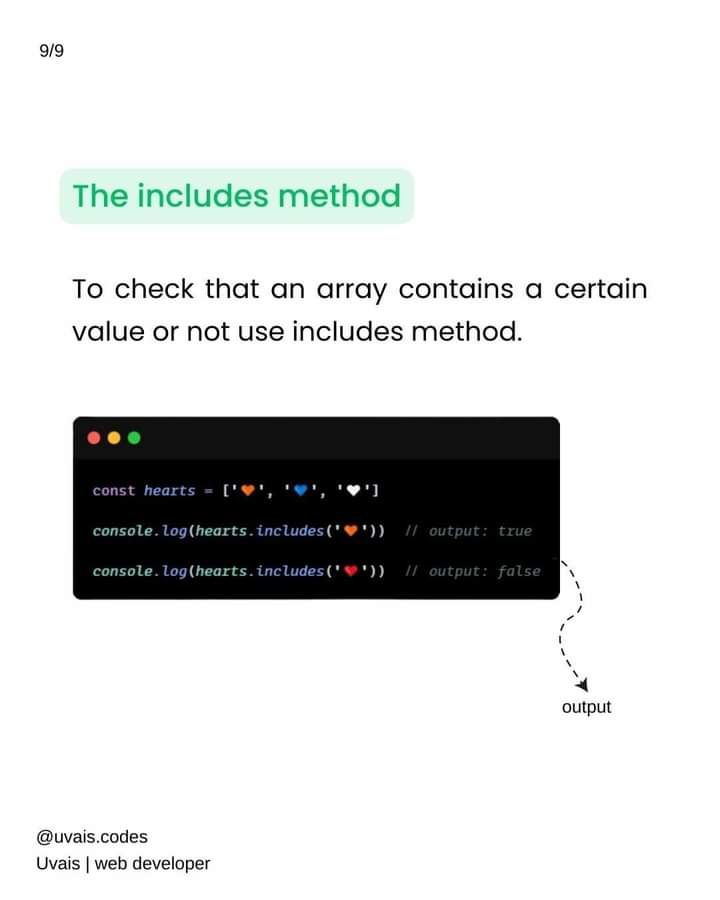 9/9
The includes method
To check that an array contains a certain
value or not use includes method.
const hearts = ['🧡', '💙', '🤍']
console.log(hearts.includes('🧡')) // output: true
console.log(hearts.includes('❤️')) // output: false
output
@uvais.codes
Uvais | web developer